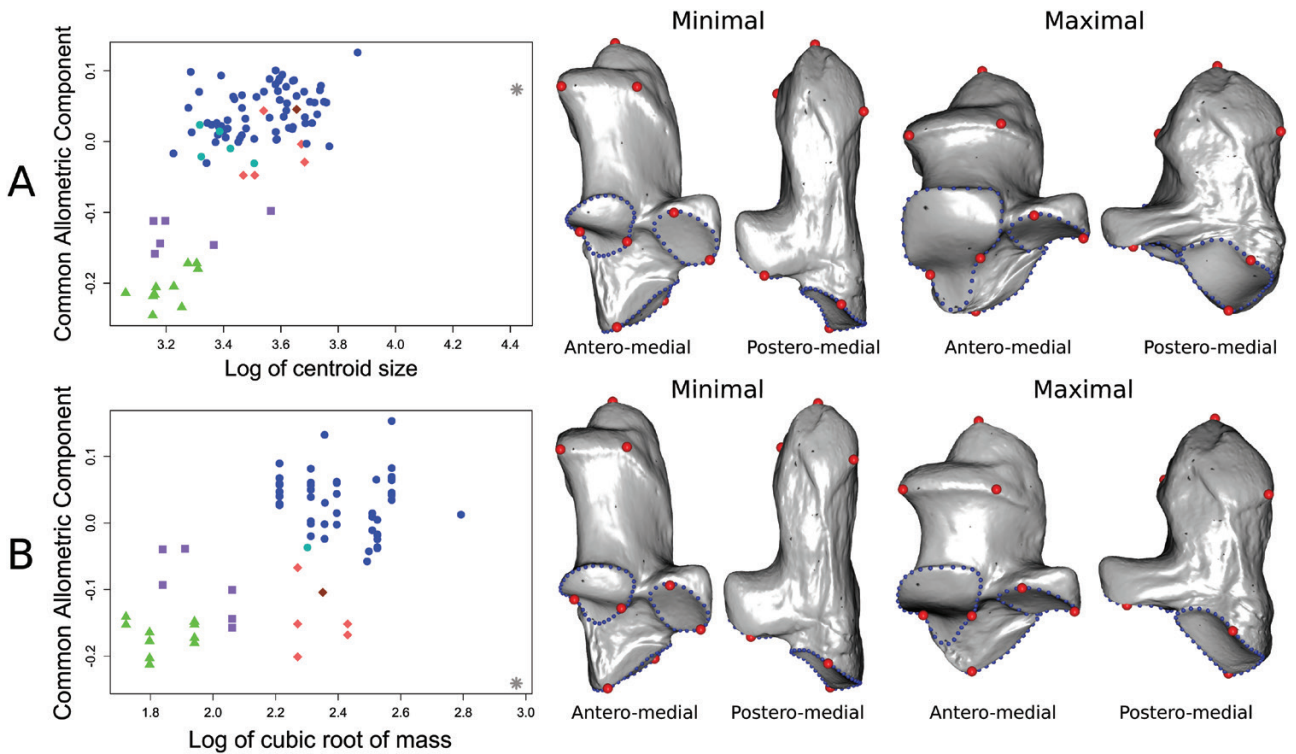 A
Common Allometric Component
0.1
0.0
-0.1
-0.2
3.2 3.4 3.6 3.8 4.0 4.2 4.4
Log of centroid size
Minimal
Maximal
Antero-medial
Postero-medial
Antero-medial
Postero-medial
B
Common Allometric Component
0.1
0.0
-0.1
-0.2
1.8 2.0 2.2 2.4 2.6 2.8 3.0
Log of cubic root of mass
Minimal
Maximal
Antero-medial
Postero-medial
Antero-medial
Postero-medial